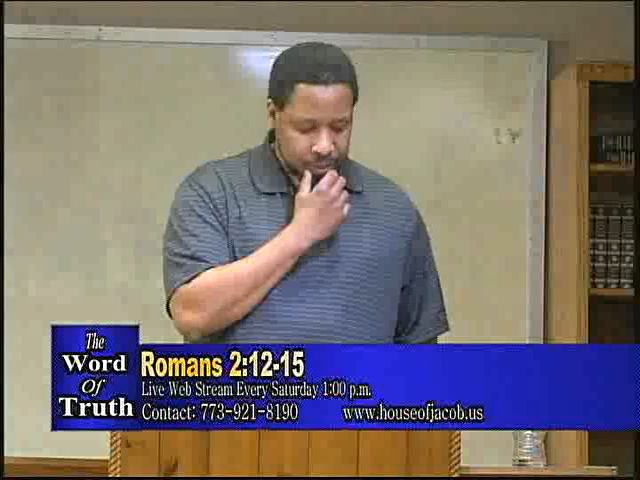 The
Word
Of
Truth
Romans 2:12-15
Live Web Stream Every Saturday 1:00 p.m.
Contact: 773-921-8190 www.houseofjacob.us